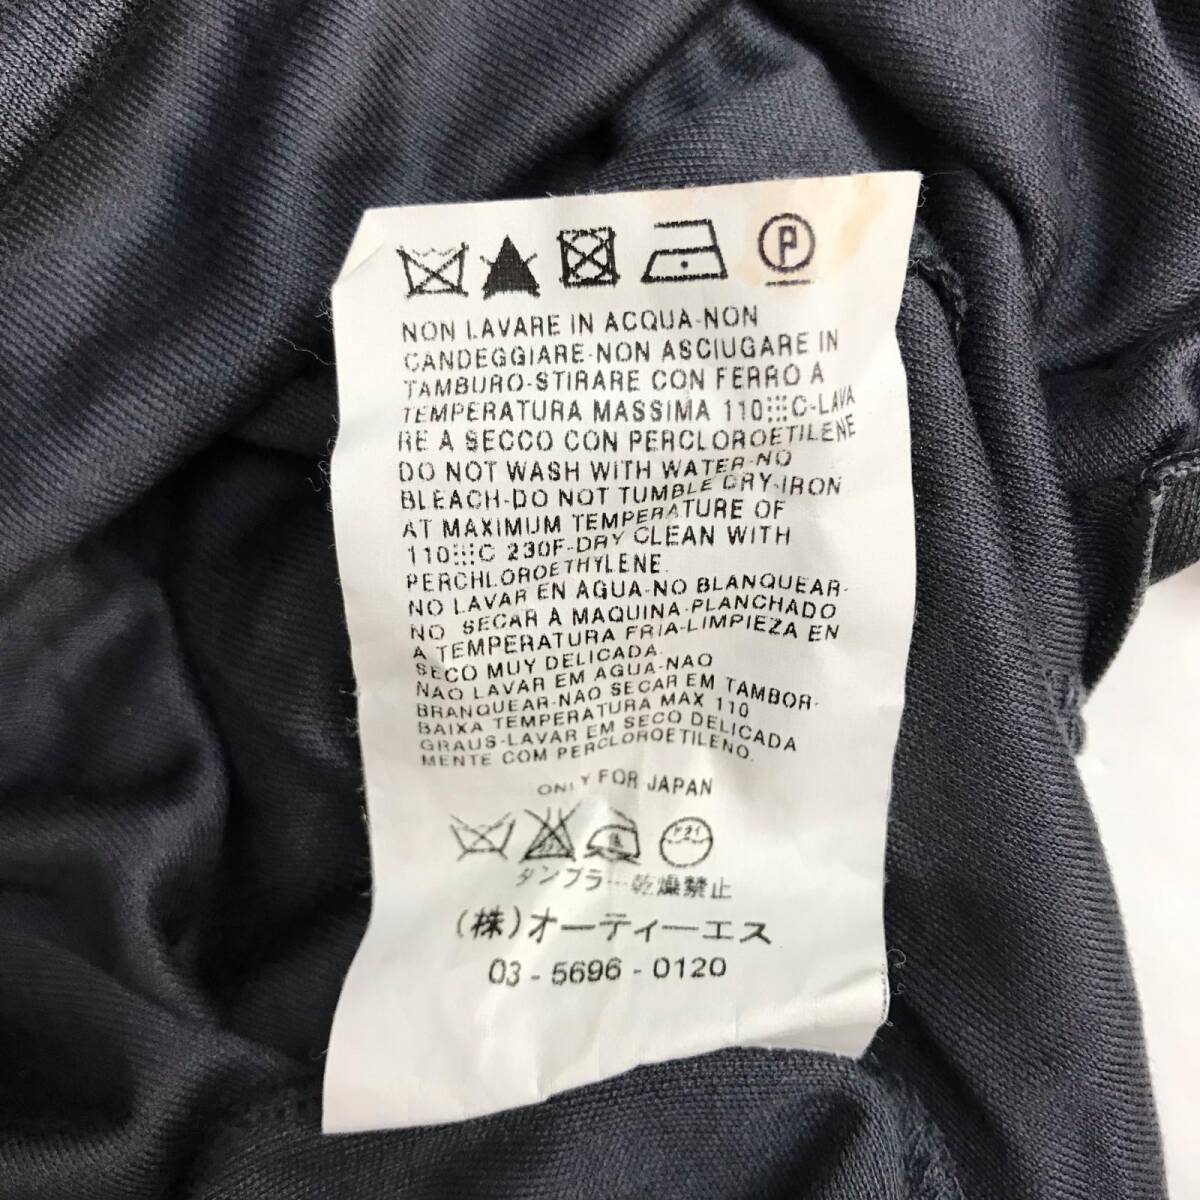 P
NON LAVARE IN ACQUA-NON
CANDEGGIARE-NON ASCIUGARE IN
TAMBURO-STIRARE CON FERRO A
TEMPERATURA MASSIMA 110 C-LAVA
RE A SECCO CON PERCLOROETILENE
DO NOT WASH WITH WATER-NO
BLEACH-DO NOT TUMBLE DRY-IRON
AT MAXIMUM TEMPERATURE OF
110 C 230F-DRY CLEAN WITH
PERCHLOROETHYLENE.
NO LAVAR EN AGUA-NO BLANQUEAR-
NO SECAR A MAQUINA-PLANCHADO
A TEMPERATURA FRIA-LIMPIEZA EN
SECO MUY DELICADA.
NAO LAVAR EM AGUA-NAO
BRANQUEAR-NAO SECAR EM TAMBOR-
BAIXA TEMPERATURA MAX 110
GRAUS-LAVAR EM SECO DELICADA
MENTE COM PERCLOROETILENO.
ONLY FOR JAPAN
低 ドライ
タンブラー乾燥禁止
(株)オーティーエス
03 - 5696 - 0120